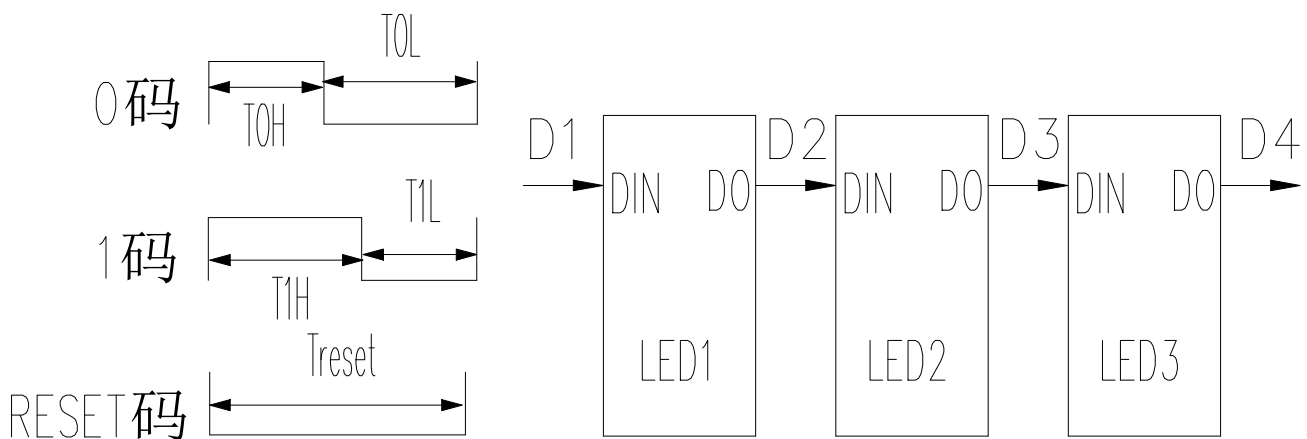 T0L
0码
T0H
T1L
1码
T1H
Treset
RESET码
D1 D2 D3 D4
DIN DO DIN DO DIN DO
LED1 LED2 LED3